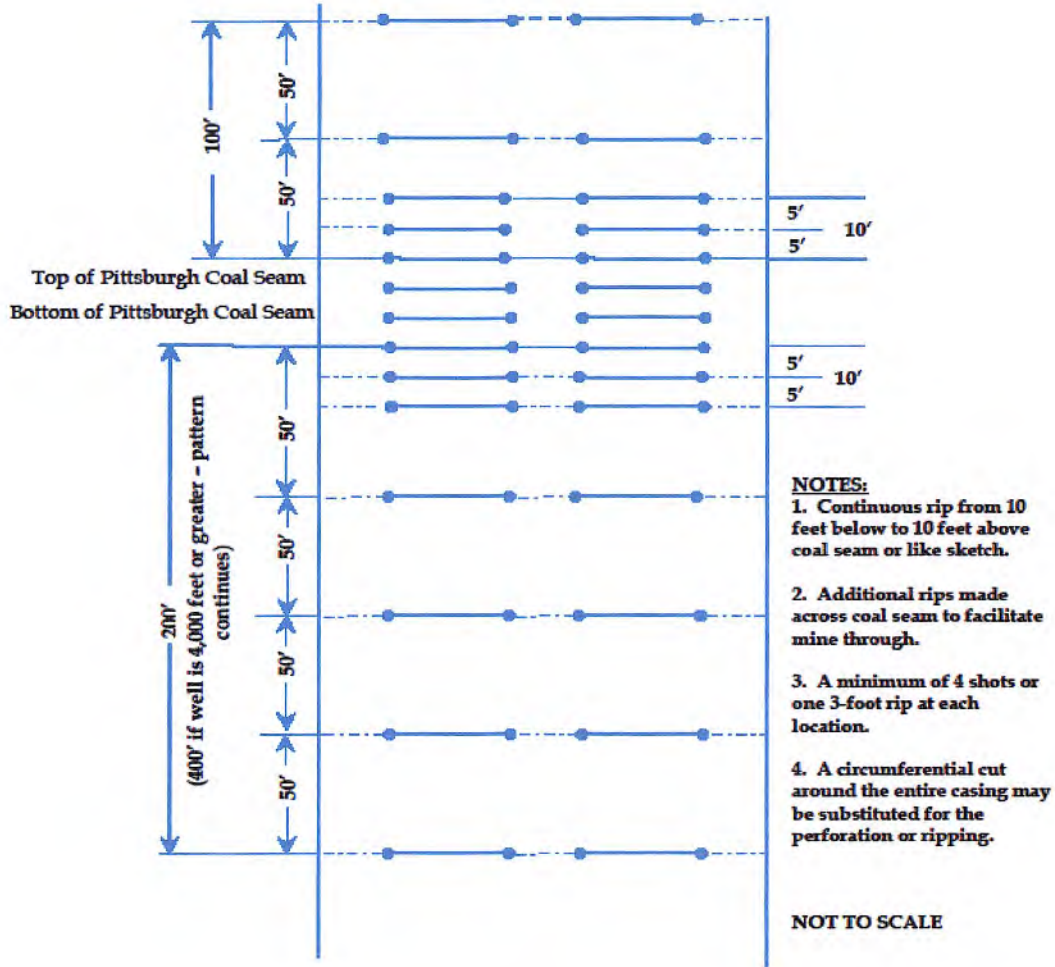 100'
50'
50'
5'
5'
10'
Top of Pittsburgh Coal Seam
Bottom of Pittsburgh Coal Seam
5'
5'
10'
200'
(400' if well is 4,000 feet or greater – pattern
continues)
50'
50'
50'
50'
NOTES:
1. Continuous rip from 10
feet below to 10 feet above
coal seam or like sketch.
2. Additional rips made
across coal seam to facilitate
mine through.
3. A minimum of 4 shots or
one 3-foot rip at each
location.
4. A circumferential cut
around the entire casing may
be substituted for the
perforation or ripping.
NOT TO SCALE